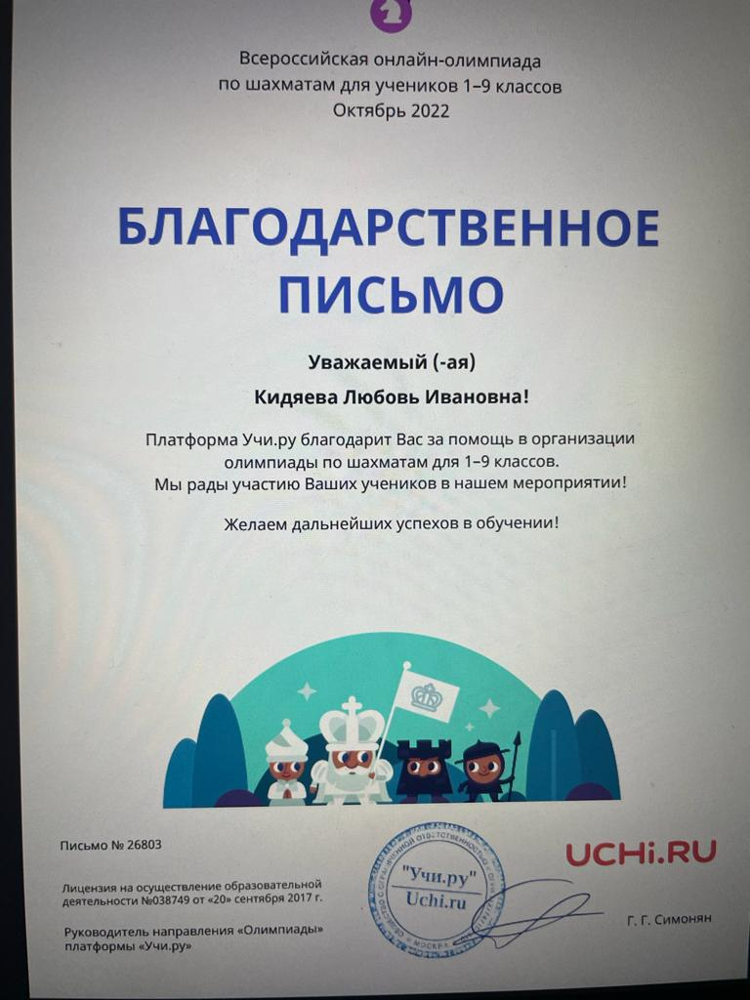 Всероссийская онлайн-олимпиада
по шахматам для учеников 1–9 классов
Октябрь 2022
БЛАГОДАРСТВЕННОЕ
ПИСЬМО
Уважаемый (-ая)
Кидяева Любовь Ивановна!
Платформа Учи.ру благодарит Вас за помощь в организации
олимпиады по шахматам для 1–9 классов.
Мы рады участию Ваших учеников в нашем мероприятии!
Желаем дальнейших успехов в обучении!
Письмо № 26803
Лицензия на осуществление образовательной
деятельности №038749 от «20» сентября 2017 г.
Руководитель направления «Олимпиады»
платформы «Учи.ру»
"Учи.ру"
Uchi.ru
МОСКВА
UCHi.RU
Г. Г. Симонян